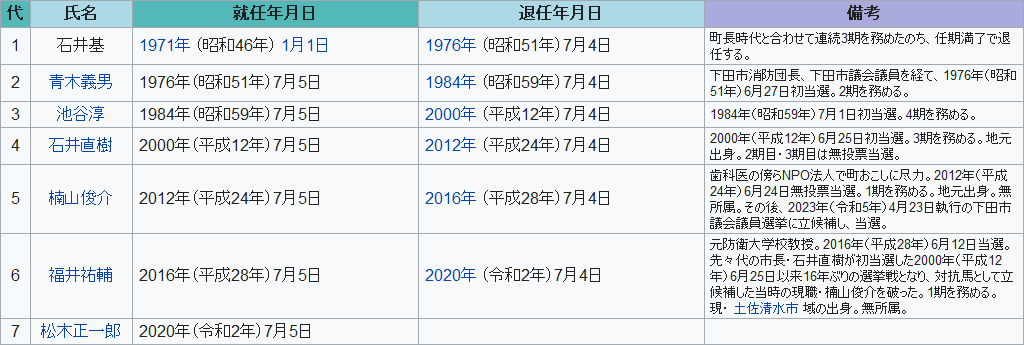 代 氏名 就任年月日 退任年月日 備考
1 石井基 1971年 (昭和46年) 1月1日 1976年 (昭和51年) 7月4日 町長時代と合わせて連続3期を務めたのち、任期満了で退
任する。
2 青木義男 1976年(昭和51年) 7月5日 1984年 (昭和59年) 7月4日 下田市消防団長、下田市議会議員を経て、1976年(昭和
51年) 6月27日初当選。2期を務める。
3 池谷淳 1984年(昭和59年) 7月5日 2000年 (平成12年) 7月4日 1984年(昭和59年) 7月1日初当選。4期を務める。
4 石井直樹 2000年(平成12年) 7月5日 2012年 (平成24年) 7月4日 2000年(平成12年) 6月25日初当選。3期を務める。地元
出身。2期目・3期目は無投票当選。
5 楠山俊介 2012年(平成24年) 7月5日 2016年 (平成28年) 7月4日 歯科医の傍らNPO法人で町おこしに尽力。2012年(平成
24年) 6月24日無投票当選。1期を務める。地元出身。無
所属。その後、2023年(令和5年) 4月23日執行の下田市
議会議員選挙に立候補し、当選。
6 福井祐輔 2016年(平成28年) 7月5日 2020年 (令和2年) 7月4日 元防衛大学校教授。2016年(平成28年) 6月12日当選。
先々代の市長・石井直樹が初当選した2000年(平成12年
) 6月25日以来16年ぶりの選挙戦となり、対抗馬として立
候補した当時の現職・楠山俊介を破った。1期を務める。
現・ 土佐清水市 域の出身。無所属。
7 松木正一郎 2020年(令和2年) 7月5日